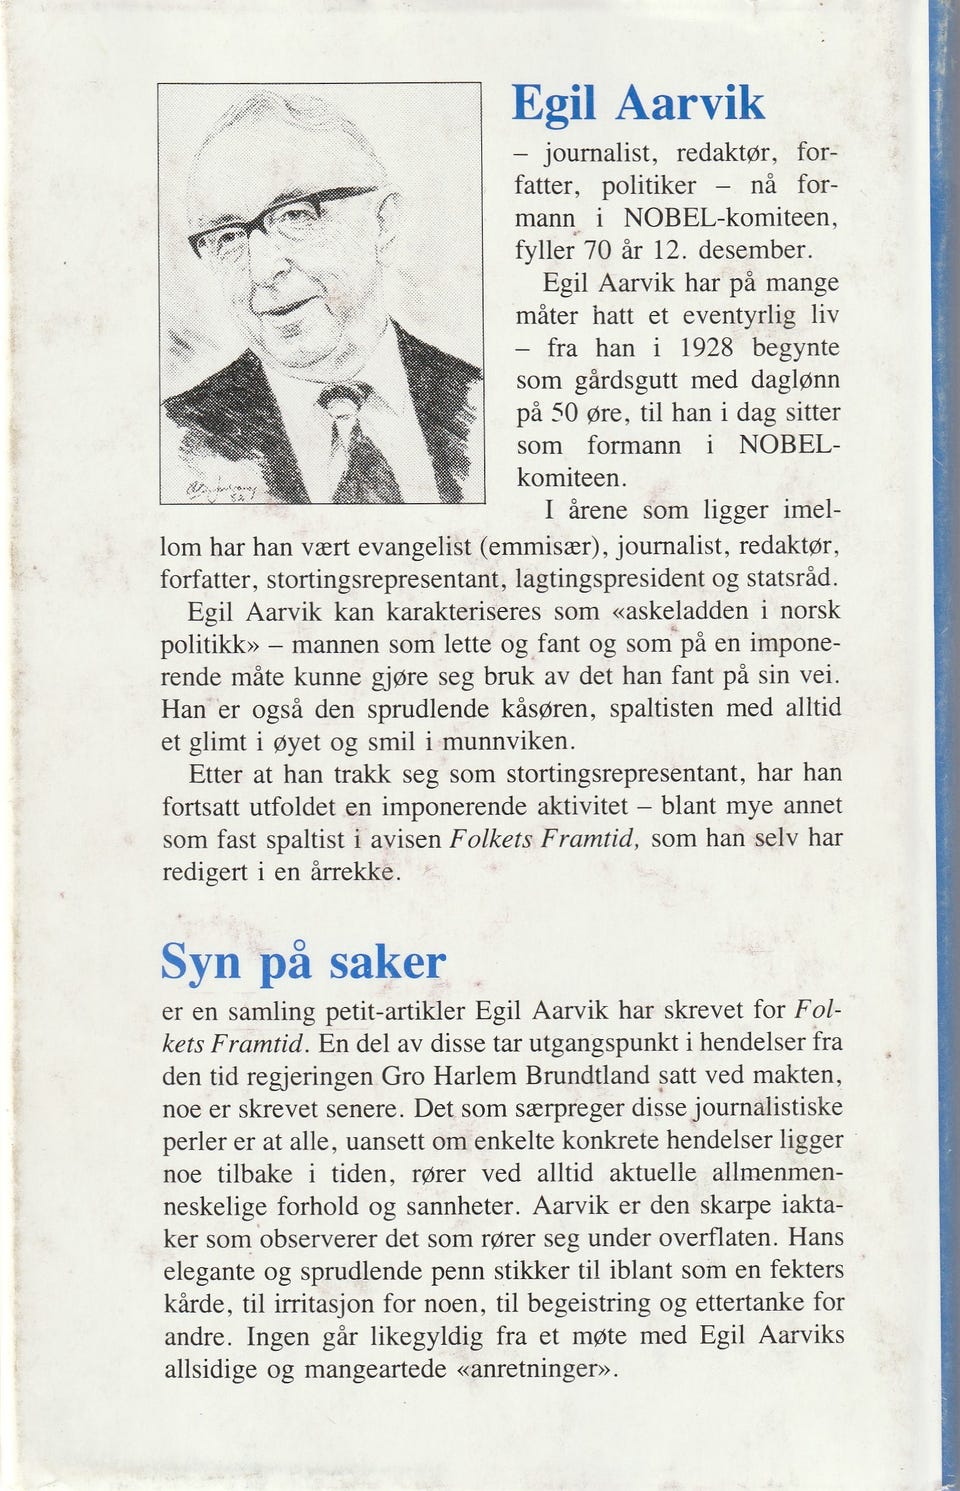 Egil Aarvik
– journalist, redaktør, for-
fatter, politiker – nå for-
mann i NOBEL-komiteen,
fyller 70 år 12. desember.
Egil Aarvik har på mange
måter hatt et eventyrlig liv
– fra han i 1928 begynte
som gårdsgutt med daglønn
på 50 øre, til han i dag sitter
som formann i NOBEL-
komiteen.
I årene som ligger imel-
lom har han vært evangelist (emmisær), journalist, redaktør,
forfatter, stortingsrepresentant, lagtingspresident og statsråd.
Egil Aarvik kan karakteriseres som «askeladden i norsk
politikk» – mannen som lette og fant og som på en impone-
rende måte kunne gjøre seg bruk av det han fant på sin vei.
Han er også den sprudlende kåsøren, spaltisten med alltid
et glimt i øyet og smil i munnviken.
Etter at han trakk seg som stortingsrepresentant, har han
fortsatt utfoldet en imponerende aktivitet – blant mye annet
som fast spaltist i avisen Folkets Framtid, som han selv har
redigert i en årrekke.
Syn på saker
er en samling petit-artikler Egil Aarvik har skrevet for Fol-
kets Framtid. En del av disse tar utgangspunkt i hendelser fra
den tid regjeringen Gro Harlem Brundtland satt ved makten,
noe er skrevet senere. Det som særpreger disse journalistiske
perler er at alle, uansett om enkelte konkrete hendelser ligger
noe tilbake i tiden, rører ved alltid aktuelle allmenmen-
neskelige forhold og sannheter. Aarvik er den skarpe iakta-
ker som observerer det som rører seg under overflaten. Hans
elegante og sprudlende penn stikker til iblant som en fekters
kårde, til irritasjon for noen, til begeistring og ettertanke for
andre. Ingen går likegyldig fra et møte med Egil Aarviks
allsidige og mangeartede «anretninger».